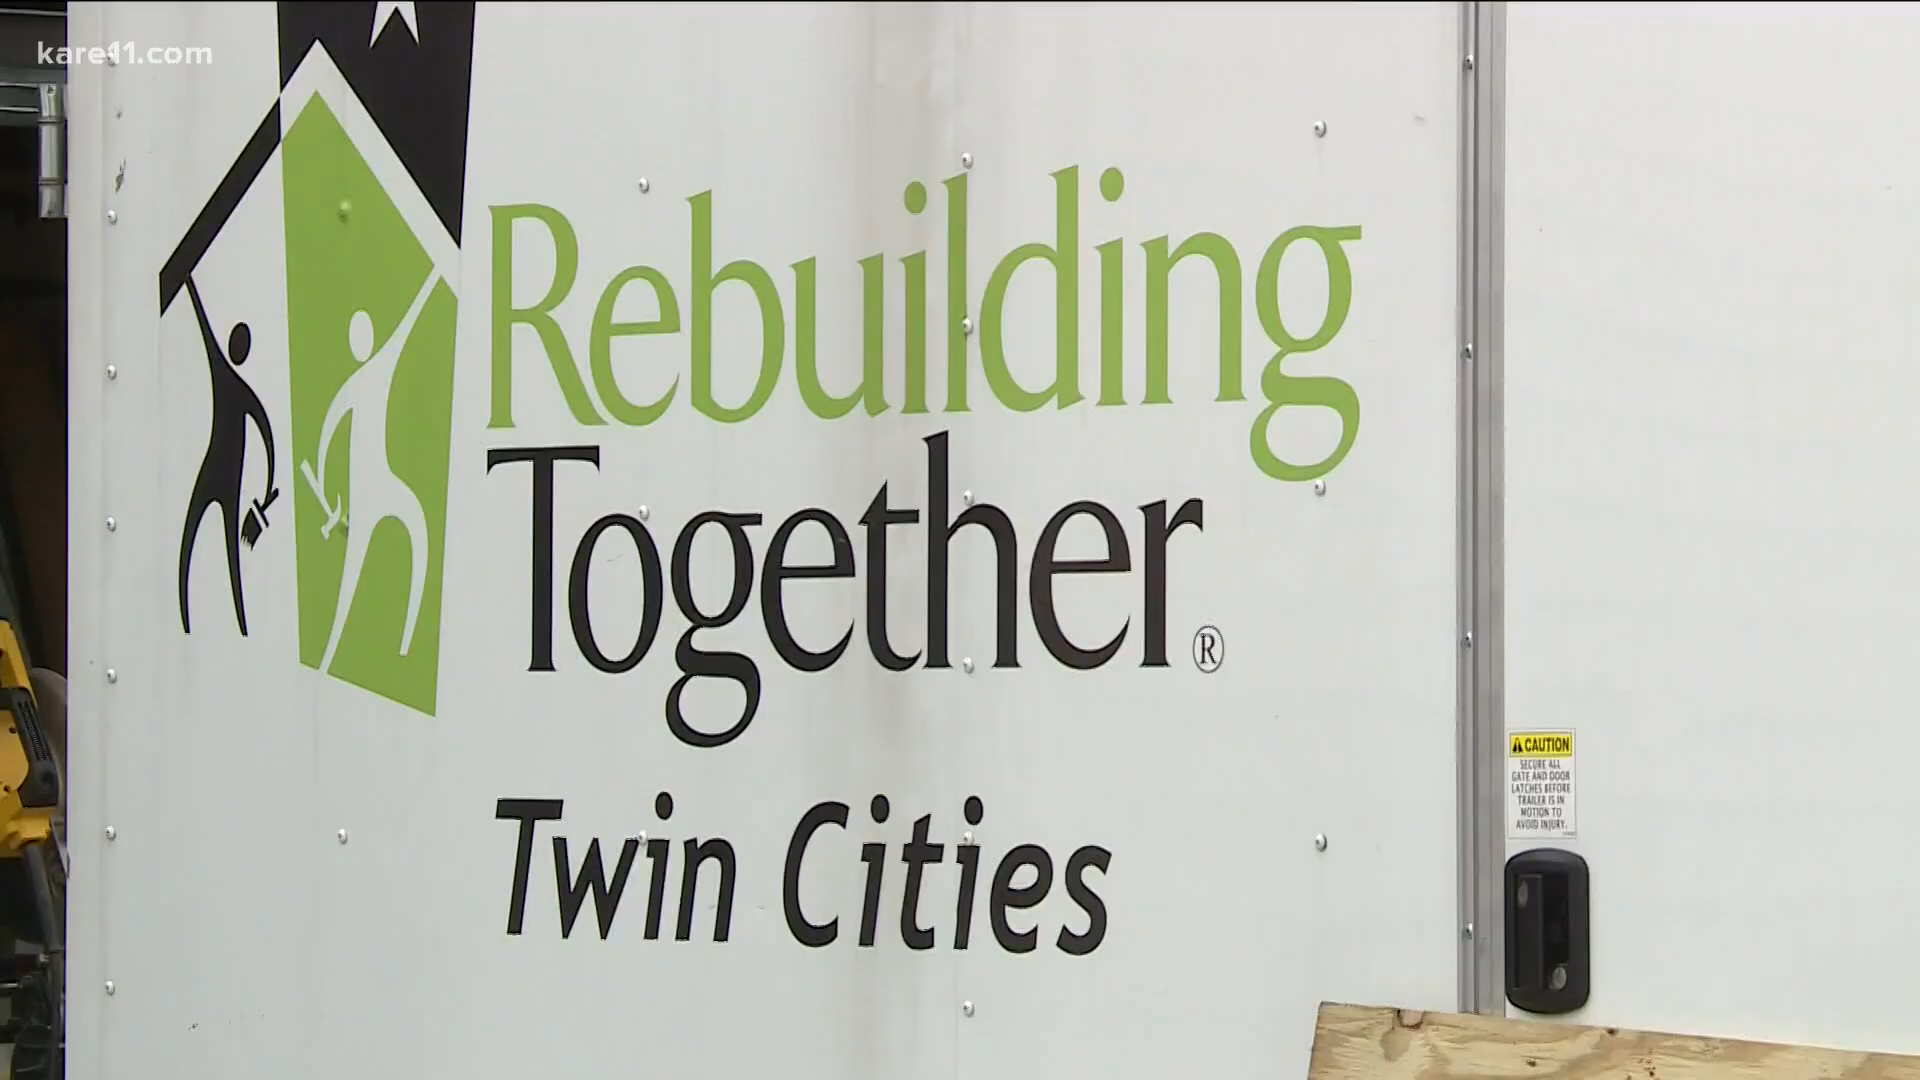 kare11.com
Rebuilding
Together®
Twin Cities
CAUTION
SECURE ALL
GATE AND DOOR
LATCHES BEFORE
TRAILER IS IN
MOTION TO
AVOID INJURY.